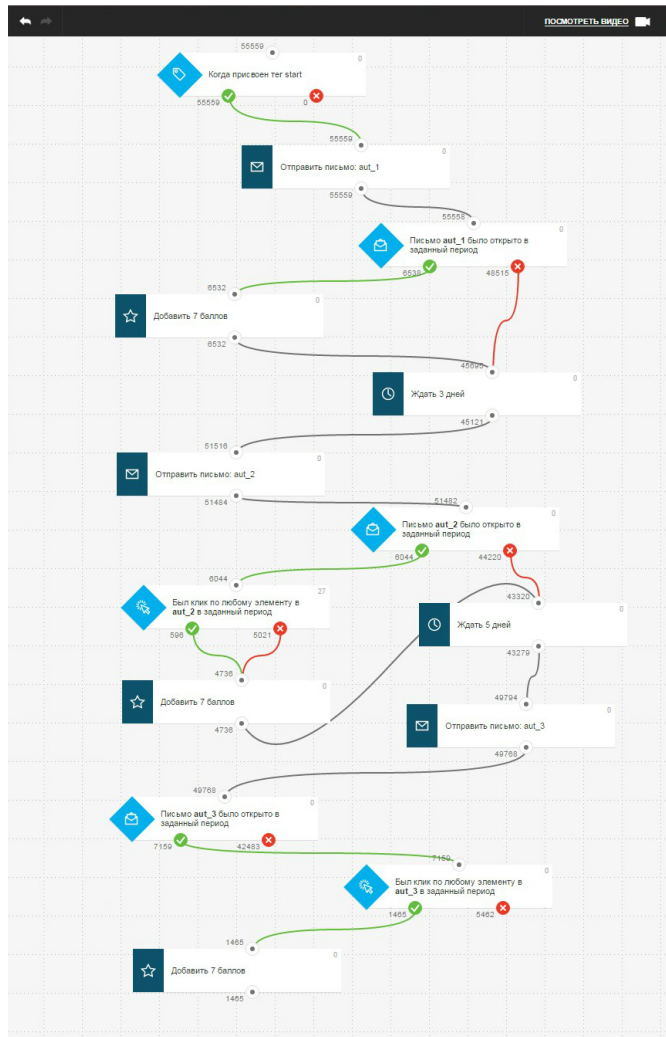 ПОСМОТРЕТЬ ВИДЕО
55559
0
Когда присвоен тег start
55559
0
55559
0
Отправить письмо: aut_1
55559
55558
0
Письмо aut_1 было открыто в
заданный период
6538
48515
6532
0
Добавить 7 баллов
6532
45695
0
Ждать 3 дней
45121
51516
0
Отправить письмо: aut_2
51484
51482
0
Письмо aut_2 было открыто в
заданный период
6044
44220
6044
27
Был клик по любому элементу в
aut_2 в заданный период
596
5021
43320
0
Ждать 5 дней
43279
4736
0
Добавить 7 баллов
4736
49794
0
Отправить письмо: aut_3
49768
49768
0
Письмо aut_3 было открыто в
заданный период
7159
42483
7159
0
Был клик по любому элементу в
aut_3 в заданный период
1465
5462
1465
0
Добавить 7 баллов
1465